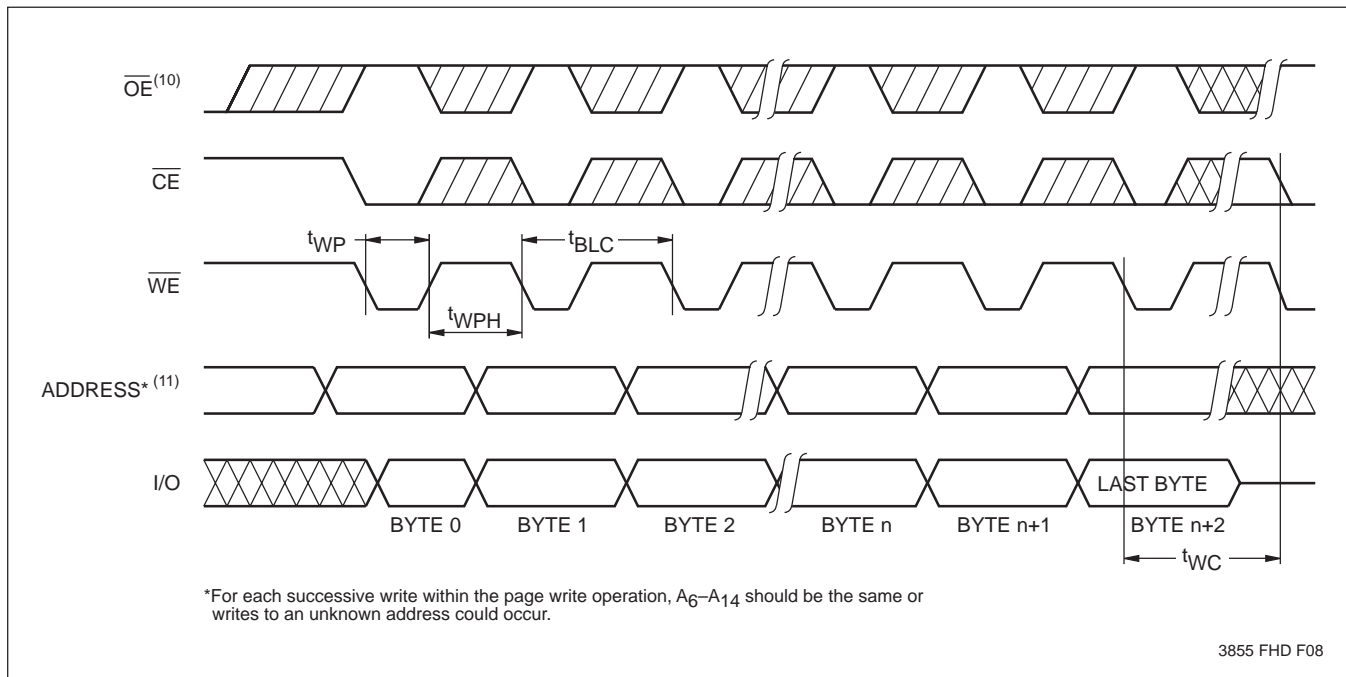 OE(10)
CE
tWP
tBLC
WE
tWPH
ADDRESS* (11)
I/O
LAST BYTE
BYTE 0 BYTE 1 BYTE 2 BYTE n BYTE n+1 BYTE n+2
tWC
*For each successive write within the page write operation, A6–A14 should be the same or
writes to an unknown address could occur.
3855 FHD F08